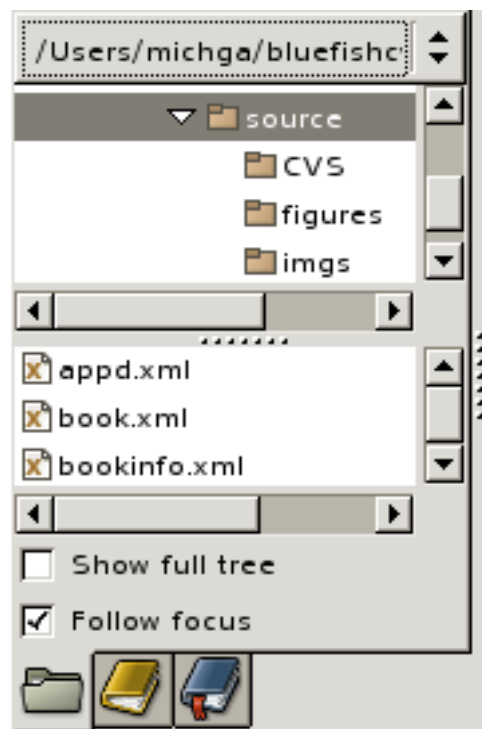 /Users/michga/bluefishc
source
CVS
figures
imgs
appd.xml
book.xml
bookinfo.xml
Show full tree
Follow focus